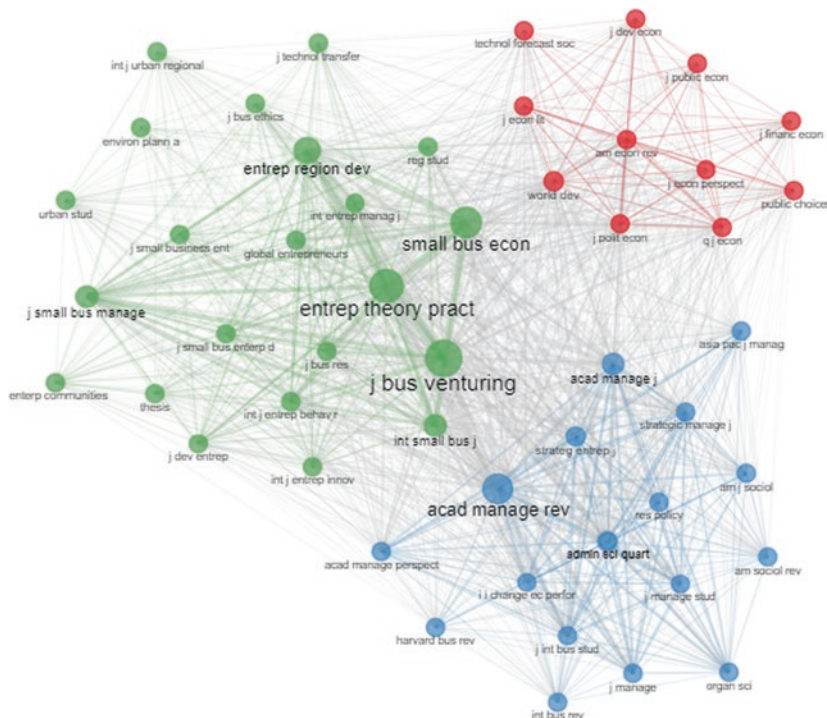 j dev econ
technol forecast soc
j technol transfer
int j urban regional
j public econ
j bus ethics
j econ lit
j financ econ
environ plann a
am econ rev
reg stud
entrep region dev
j econ perspect
world dev
public choice
urban stud
int entrep manag j
j polit econ
q j econ
small bus econ
j small business ent
global entrepreneurs
entrep theory pract
j small bus manage
j small bus enterp d
asia pac j manag
j bus res
acad manage j
j bus venturing
enterp communities
thesis
int j entrep behav r
strategic manage j
int small bus j
j dev entrep
strateg entrep j
int j entrep innov
am j sociol
acad manage rev
res policy
admin sci quart
acad manage perspect
am sociol rev
i i change ec perfor
j manage stud
harvard bus rev
j int bus stud
j manage
organ sci
int bus rev